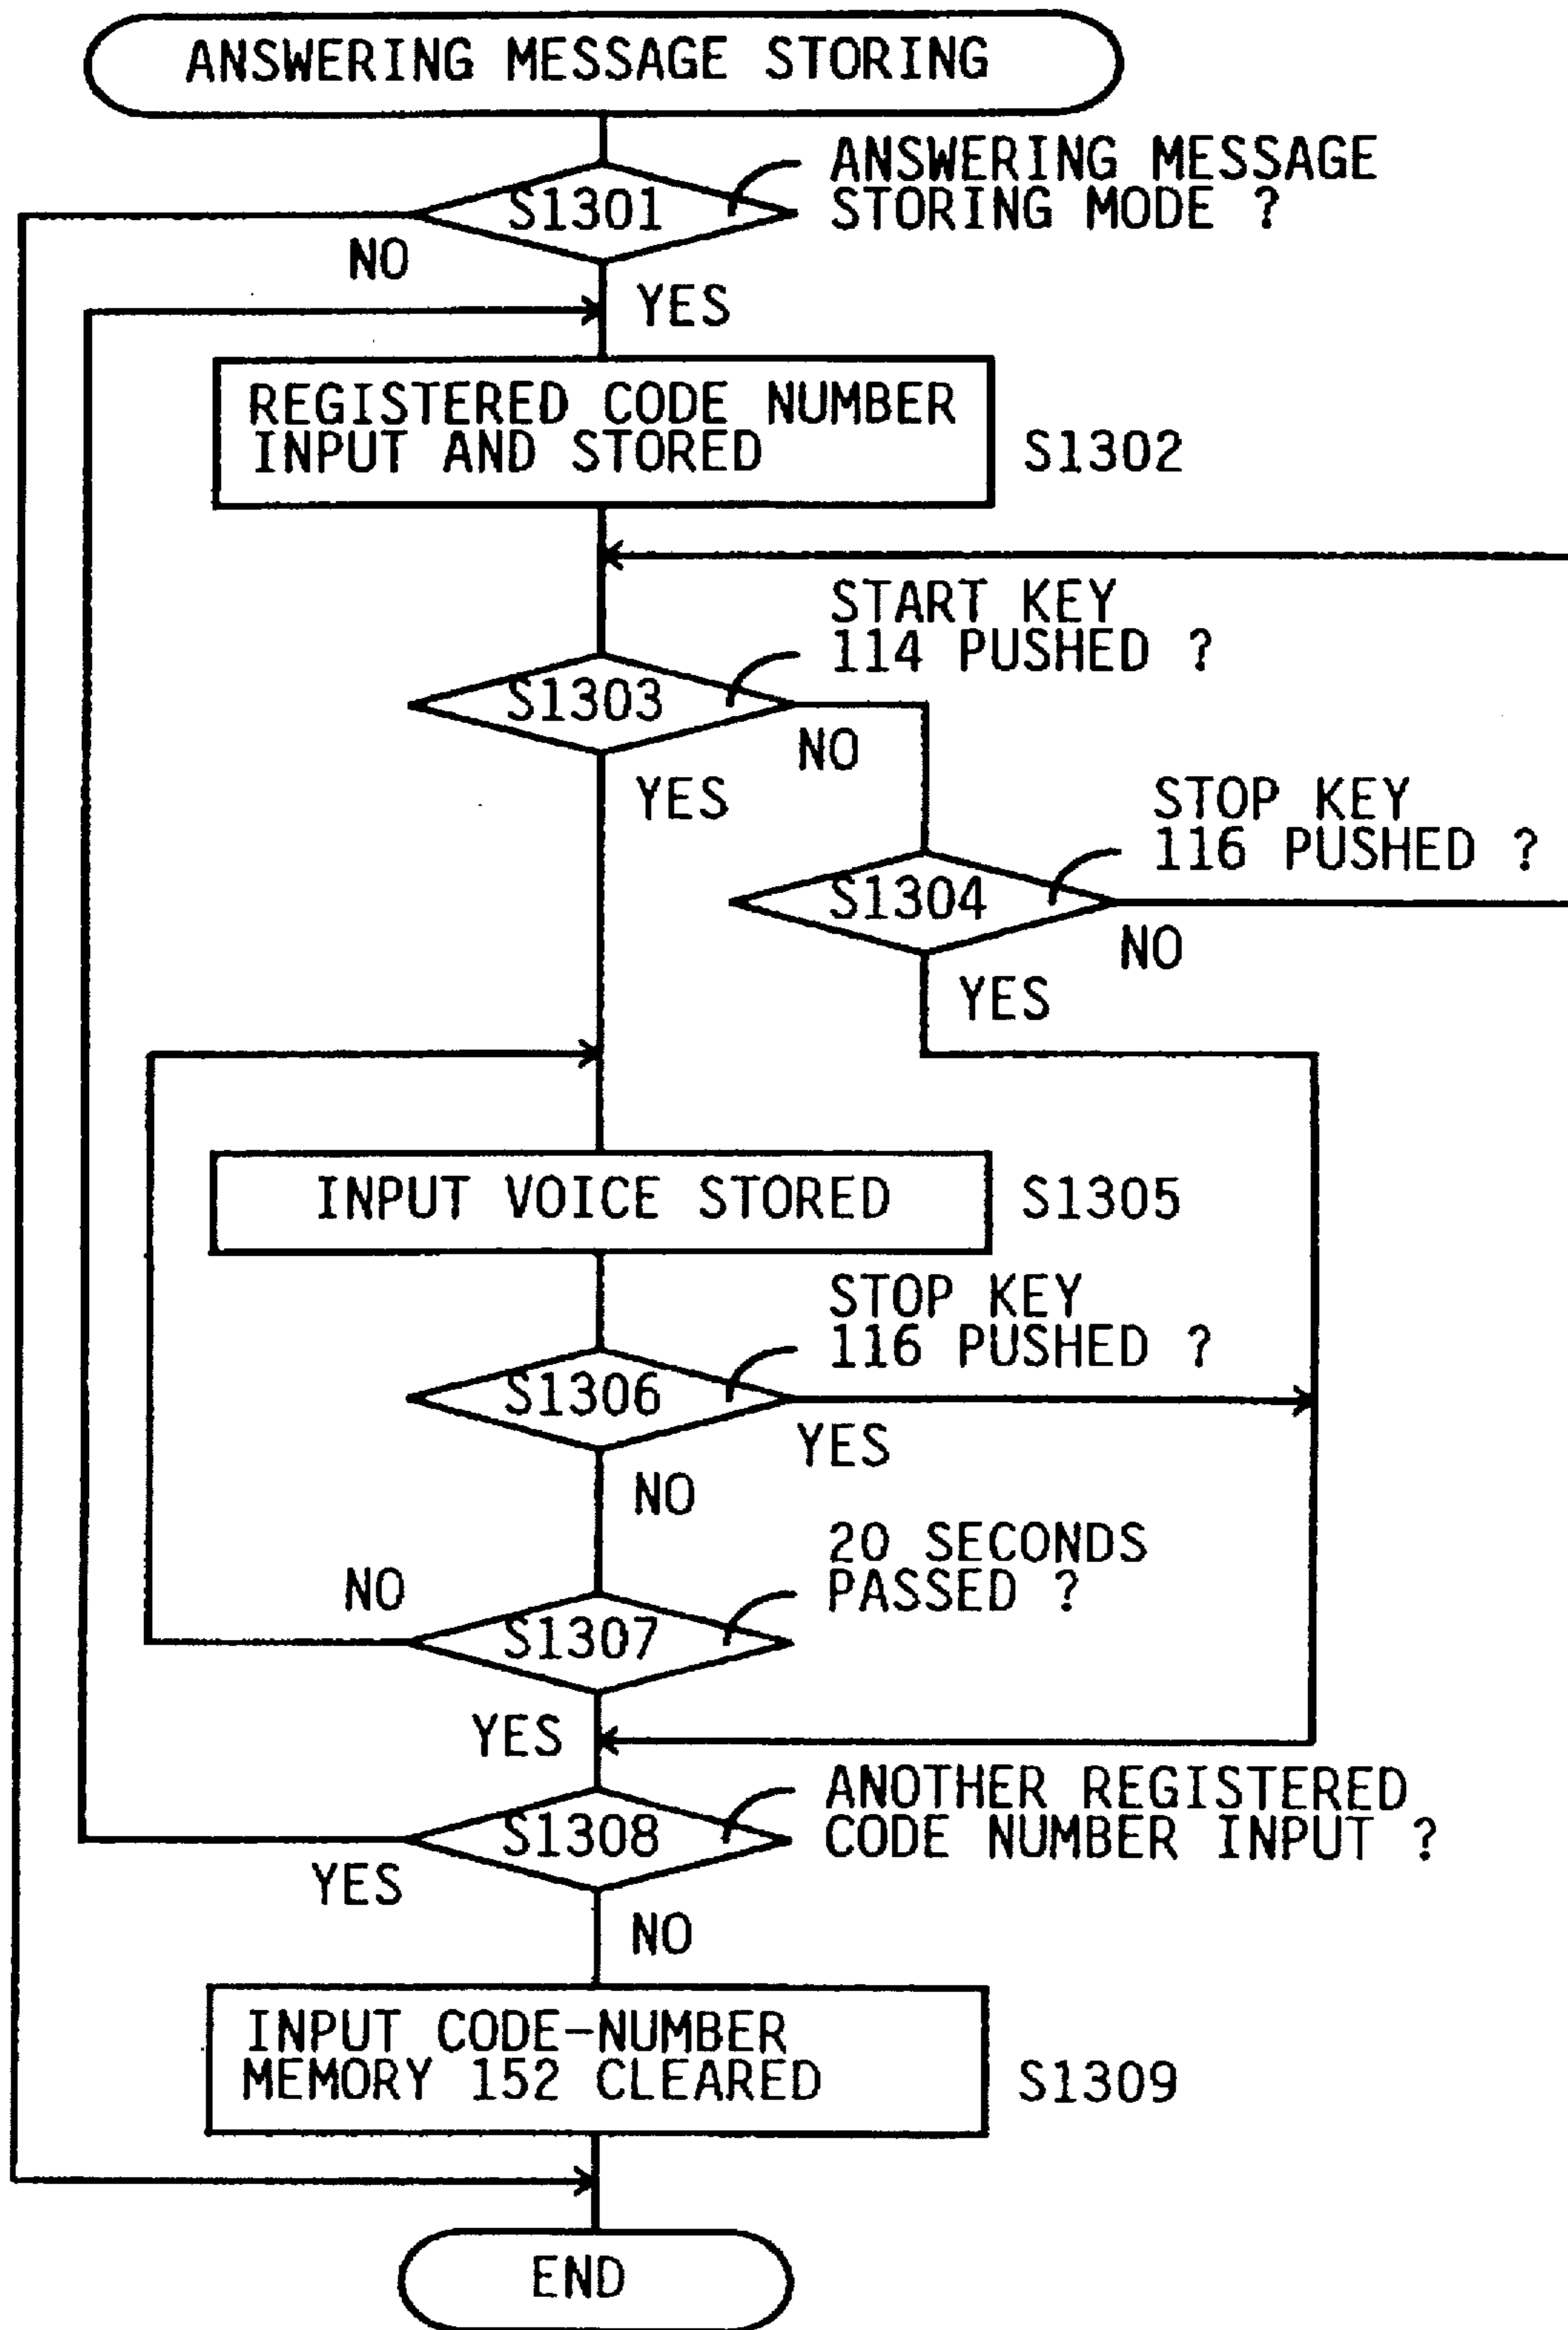 ANSWERING MESSAGE STORING
ANSWERING MESSAGE
STORING MODE ?
S1301
NO
YES
REGISTERED CODE NUMBER
INPUT AND STORED
S1302
START KEY
114 PUSHED ?
S1303
NO
YES
STOP KEY
116 PUSHED ?
S1304
NO
YES
INPUT VOICE STORED
S1305
STOP KEY
116 PUSHED ?
S1306
YES
NO
20 SECONDS
PASSED ?
NO
S1307
YES
ANOTHER REGISTERED
CODE NUMBER INPUT ?
S1308
YES
NO
INPUT CODE-NUMBER
MEMORY 152 CLEARED
S1309
END